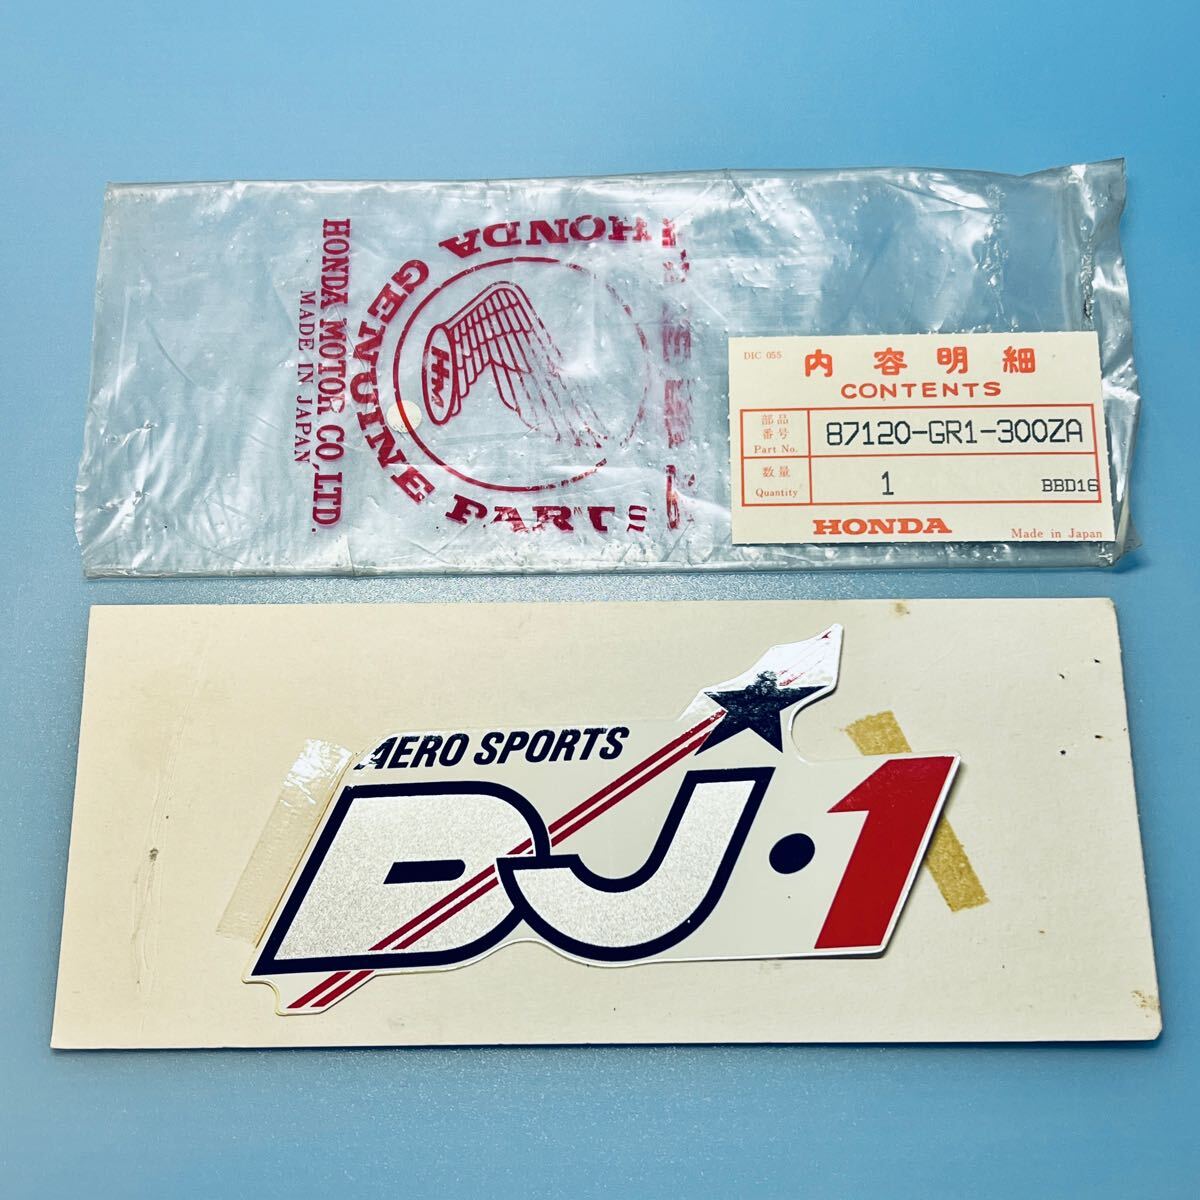 HONDA
GENUINE PARTS
HM
HONDA MOTOR CO.,LTD.
MADE IN JAPAN
DIC 055
内容明細
CONTENTS
部品番号
Part No.
87120-GR1-300ZA
数量
Quantity
1
BBD16
HONDA
Made in Japan
AERO SPORTS
DJ・1